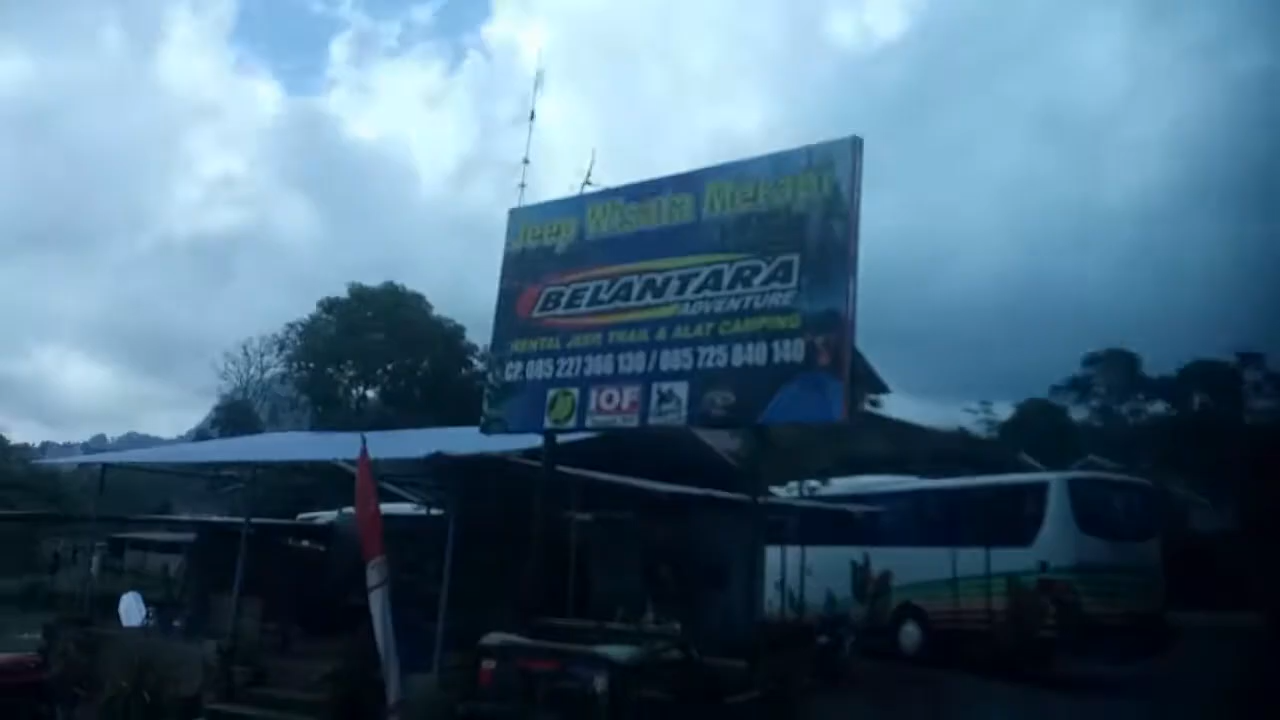 Jeep Wisata Merapi
BELANTARA
ADVENTURE
RENTAL JEEP TRAIL & ALAT CAMPING
CP. 085 227 366 130 / 085 725 840 140
IOF